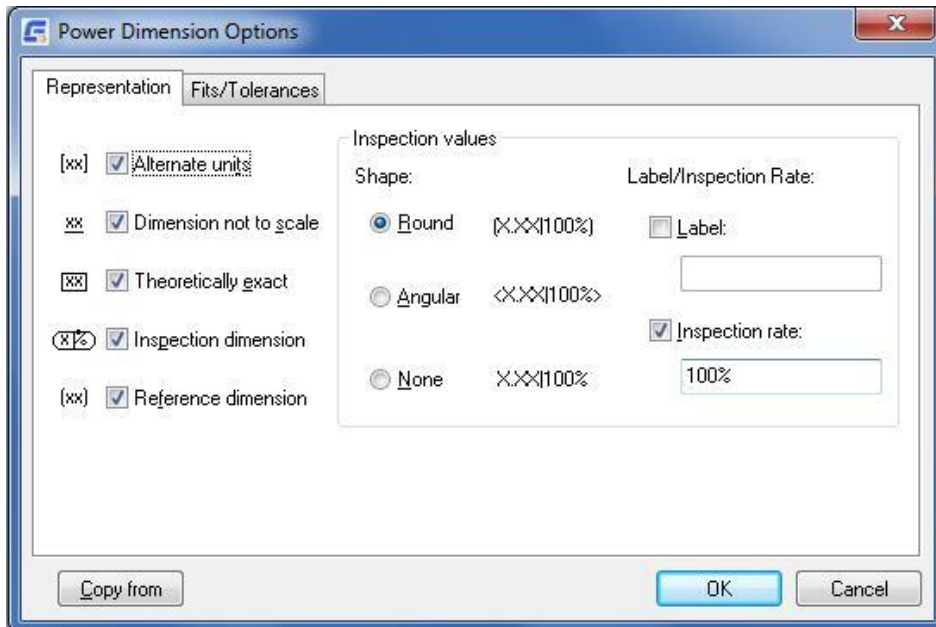 Power Dimension Options
Representation Fits/Tolerances
[xx] Alternate units
xx Dimension not to scale
xx Theoretically exact
x % Inspection dimension
(xx) Reference dimension
Inspection values
Shape: Label/Inspection Rate:
Round (X.XX|100%) Label:
Angular <X.XX|100%>
Inspection rate:
None X.XX|100% 100%
Copy from OK Cancel